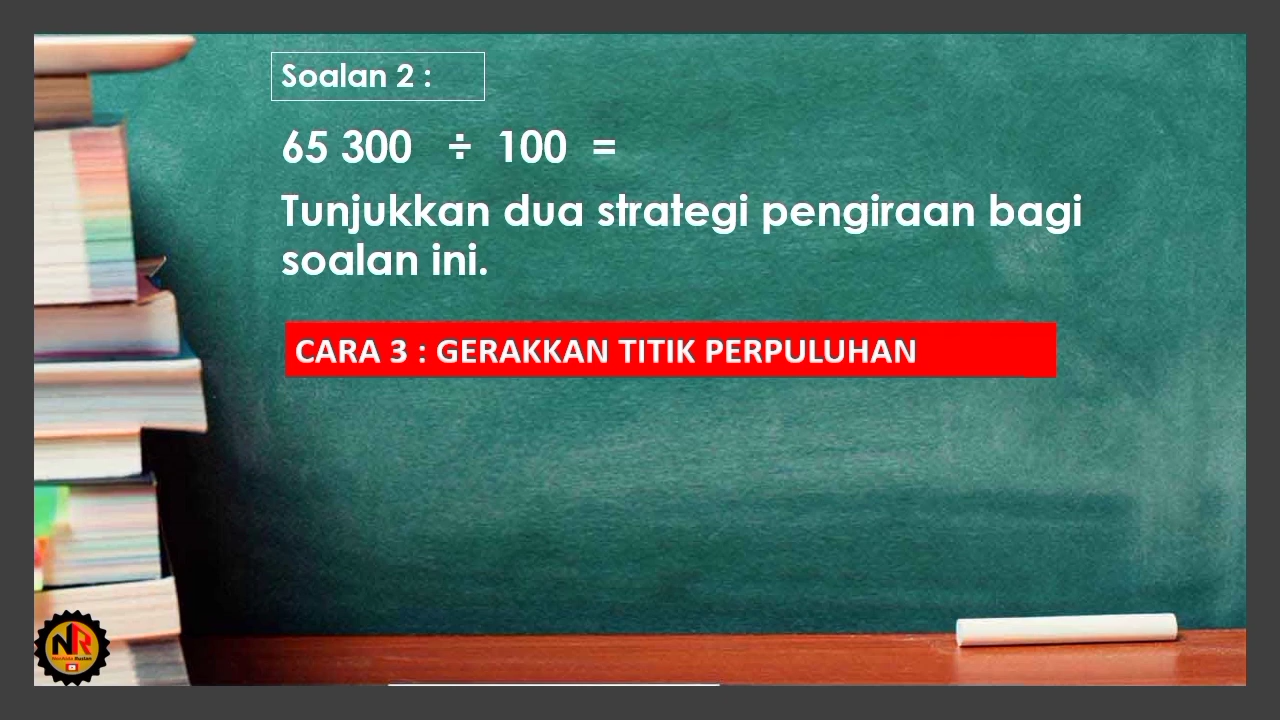 Soalan 2 :
65 300 ÷ 100 =
Tunjukkan dua strategi pengiraan bagi
soalan ini.
CARA 3 : GERAKKAN TITIK PERPULUHAN
NR